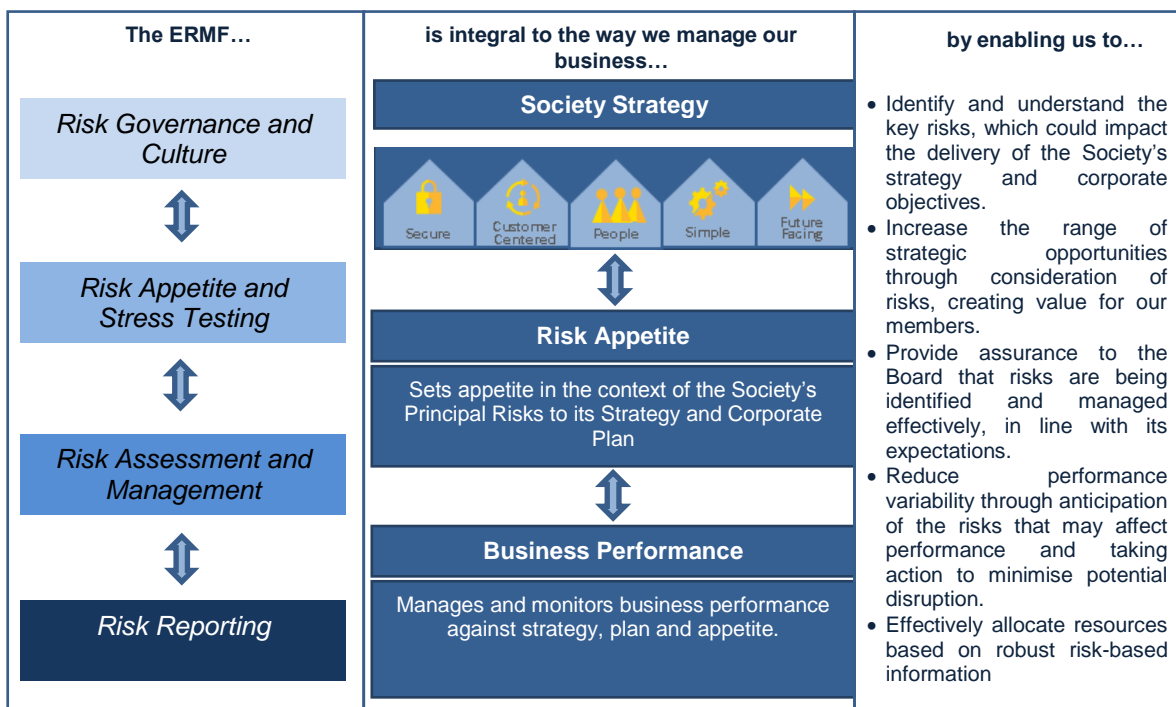 The ERMF…
Risk Governance and
Culture
Risk Appetite and
Stress Testing
Risk Assessment and
Management
Risk Reporting
is integral to the way we manage our
business…
Society Strategy
Secure
Customer
Centered
People
Simple
Future
Facing
Risk Appetite
Sets appetite in the context of the Society’s
Principal Risks to its Strategy and Corporate
Plan
Business Performance
Manages and monitors business performance
against strategy, plan and appetite.
by enabling us to…
• Identify and understand the
key risks, which could impact
the delivery of the Society’s
strategy and corporate
objectives.
• Increase the range of
strategic opportunities
through consideration of
risks, creating value for our
members.
• Provide assurance to the
Board that risks are being
identified and managed
effectively, in line with its
expectations.
• Reduce performance
variability through anticipation
of the risks that may affect
performance and taking
action to minimise potential
disruption.
• Effectively allocate resources
based on robust risk-based
information